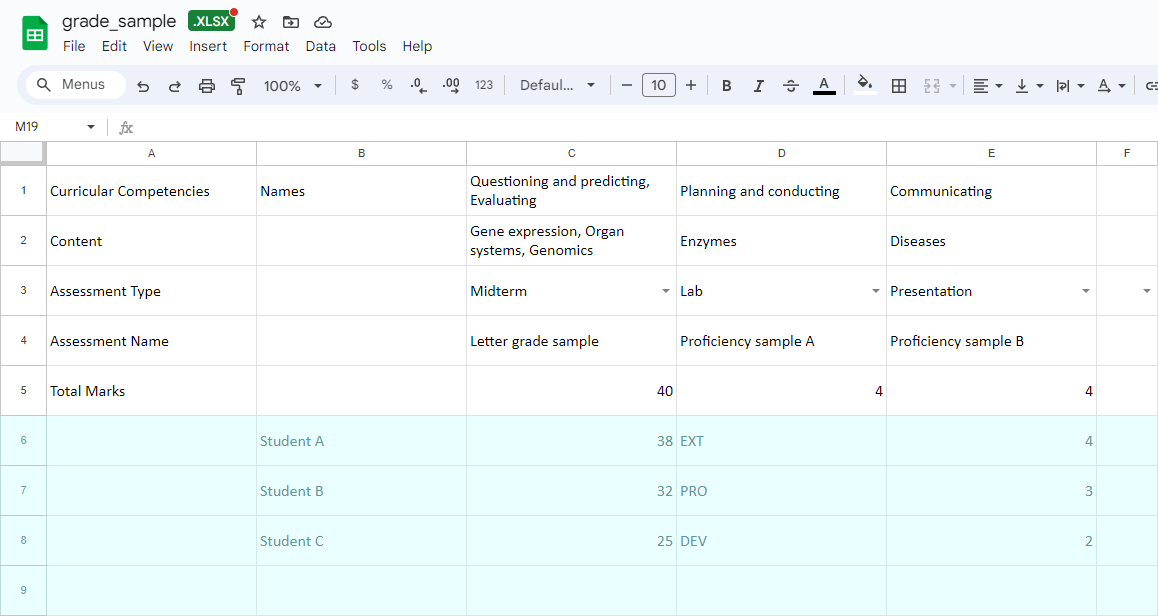 grade_sample .XLSX
File Edit View Insert Format Data Tools Help
Menus 100% $ % .0 .00 123 Defaul... − 10 + B I S A A
M19 fx
A B C D E F
1 Curricular Competencies Names Questioning and predicting, Evaluating Planning and conducting Communicating
2 Content Gene expression, Organ systems, Genomics Enzymes Diseases
3 Assessment Type Midterm Lab Presentation
4 Assessment Name Letter grade sample Proficiency sample A Proficiency sample B
5 Total Marks 40 4 4
6 Student A 38 EXT 4
7 Student B 32 PRO 3
8 Student C 25 DEV 2
9